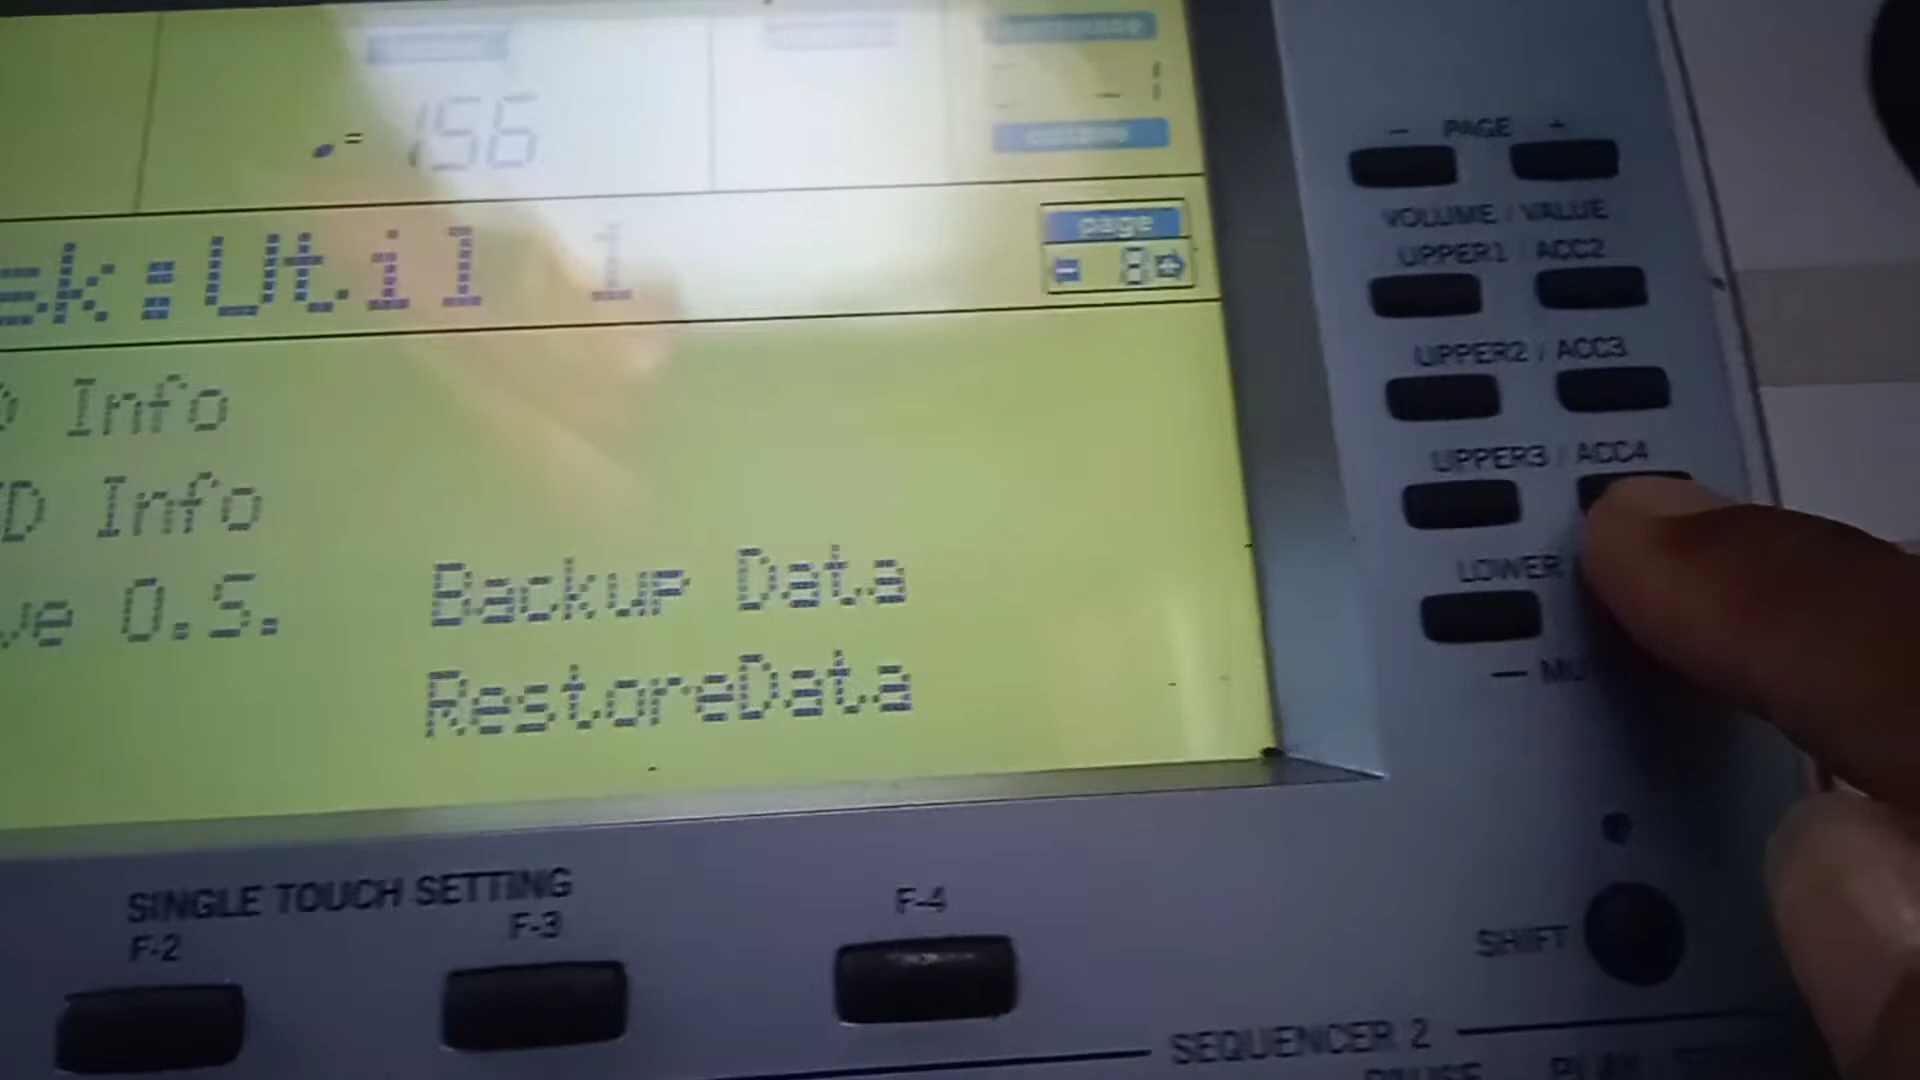 = 156
sk:Util 1
page
- 8 +
Info
D Info
ve O.S.
Backup Data
RestoreData
- PAGE +
VOLUME / VALUE
UPPER1 / ACC2
UPPER2 / ACC3
UPPER3 / ACC4
LOWER
SHIFT
SINGLE TOUCH SETTING
F-2
F-3
F-4
SEQUENCER 2